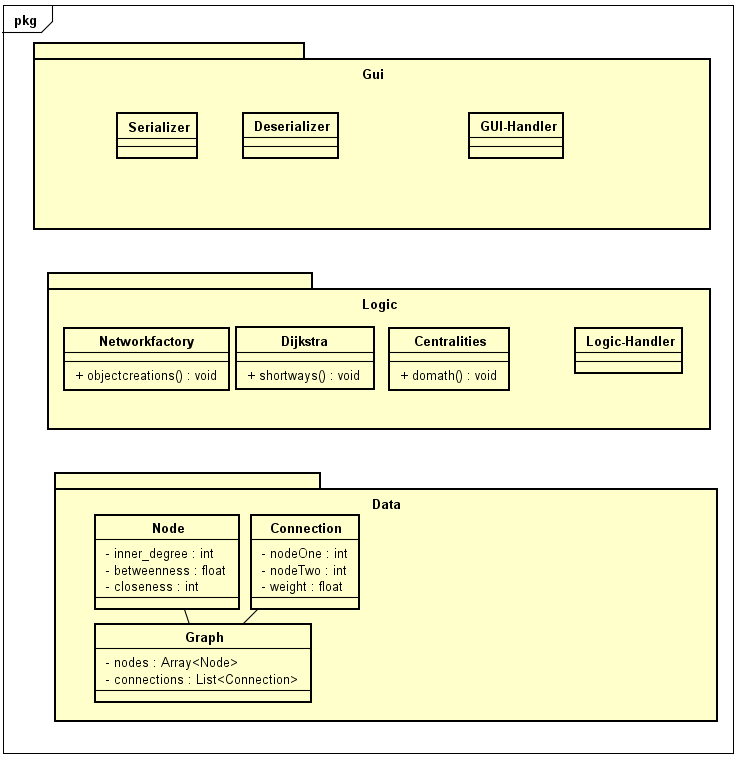 pkg
Gui
Serializer
Deserializer
GUI-Handler
Logic
Networkfactory
+ objectcreations() : void
Dijkstra
+ shortways() : void
Centralities
+ domath() : void
Logic-Handler
Data
Node
- inner_degree : int
- betweenness : float
- closeness : int
Connection
- nodeOne : int
- nodeTwo : int
- weight : float
Graph
- nodes : Array<Node>
- connections : List<Connection>